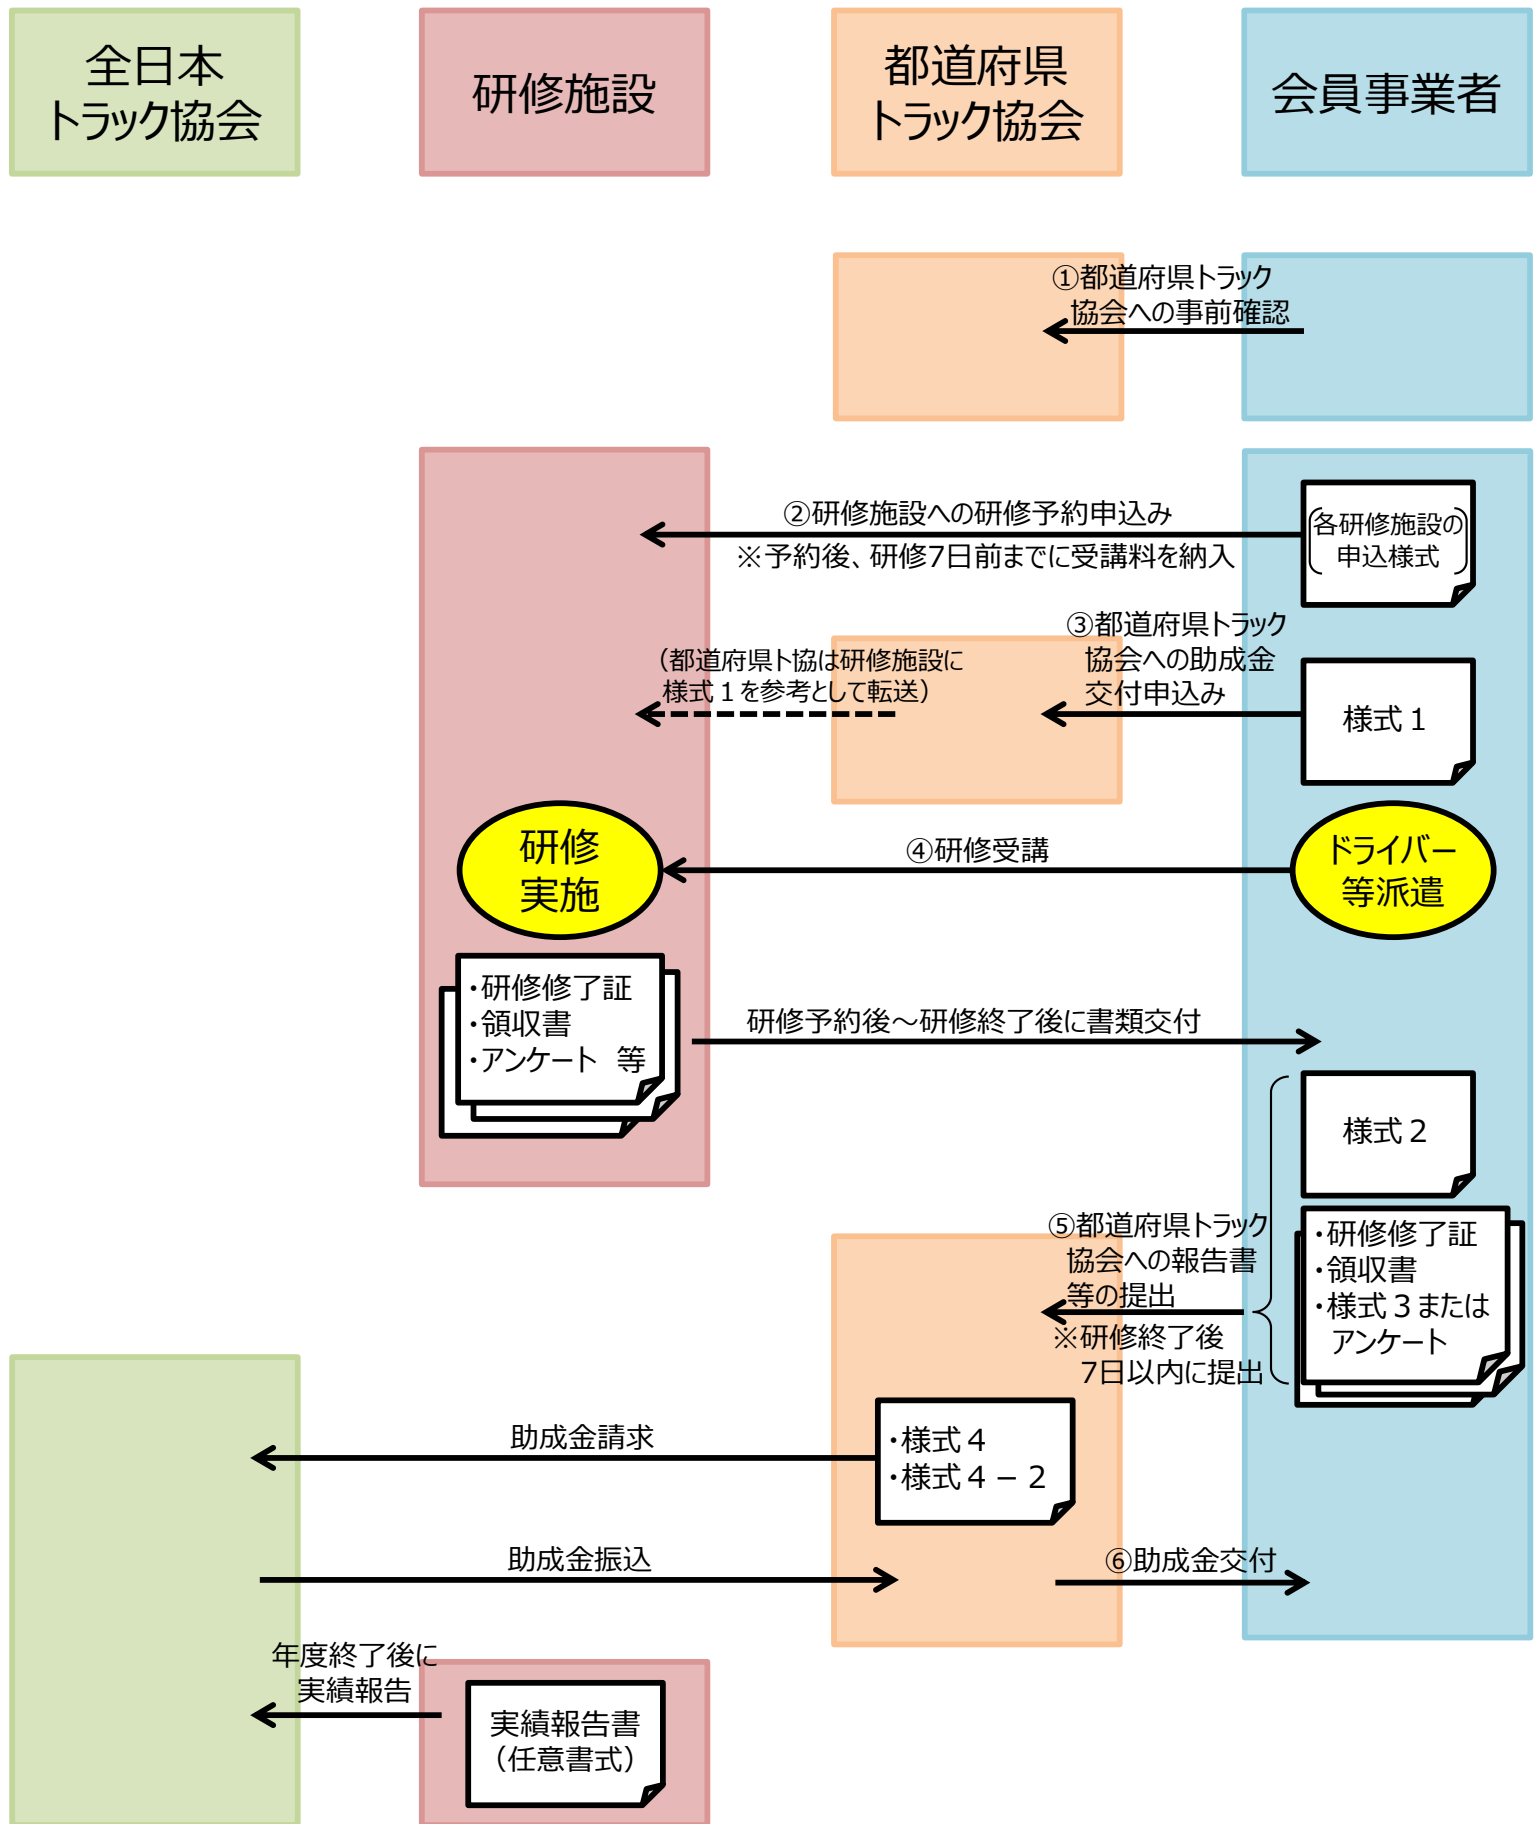 全日本
トラック協会
研修施設
都道府県
トラック協会
会員事業者
①都道府県トラック
協会への事前確認
②研修施設への研修予約申込み
※予約後、研修7日前までに受講料を納入
各研修施設の
申込様式
③都道府県トラック
協会への助成金
交付申込み
（都道府県ト協は研修施設に
様式１を参考として転送）
様式１
研修
実施
④研修受講
ドライバー
等派遣
・研修修了証
・領収書
・アンケート　等
研修予約後～研修終了後に書類交付
様式２
⑤都道府県トラック
協会への報告書
等の提出
※研修終了後
7日以内に提出
・研修修了証
・領収書
・様式３または
アンケート
助成金請求
・様式４
・様式４－２
助成金振込
⑥助成金交付
年度終了後に
実績報告
実績報告書
（任意書式）